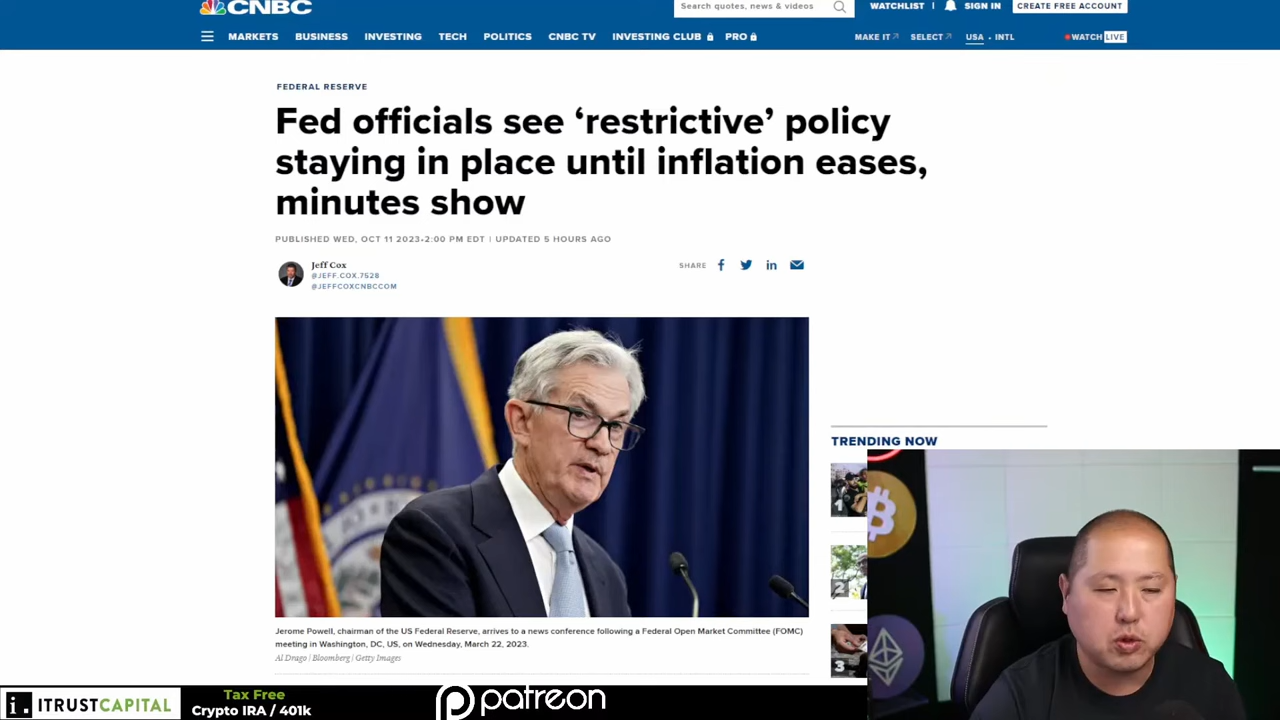 CNBC
Search quotes, news & videos
WATCHLIST
SIGN IN
CREATE FREE ACCOUNT
MARKETS BUSINESS INVESTING TECH POLITICS CNBC TV INVESTING CLUB PRO
MAKE IT SELECT USA • INTL WATCH LIVE
FEDERAL RESERVE
Fed officials see ‘restrictive’ policy
staying in place until inflation eases,
minutes show
PUBLISHED WED, OCT 11 2023•2:00 PM EDT | UPDATED 5 HOURS AGO
Jeff Cox
@JEFF.COX.7528
@JEFFCOXCNBCCOM
SHARE
Jerome Powell, chairman of the US Federal Reserve, arrives to a news conference following a Federal Open Market Committee (FOMC)
meeting in Washington, DC, US, on Wednesday, March 22, 2023.
Al Drago | Bloomberg | Getty Images
TRENDING NOW
1
2
3
i. ITRUSTCAPITAL
Tax Free
Crypto IRA / 401k
patreon